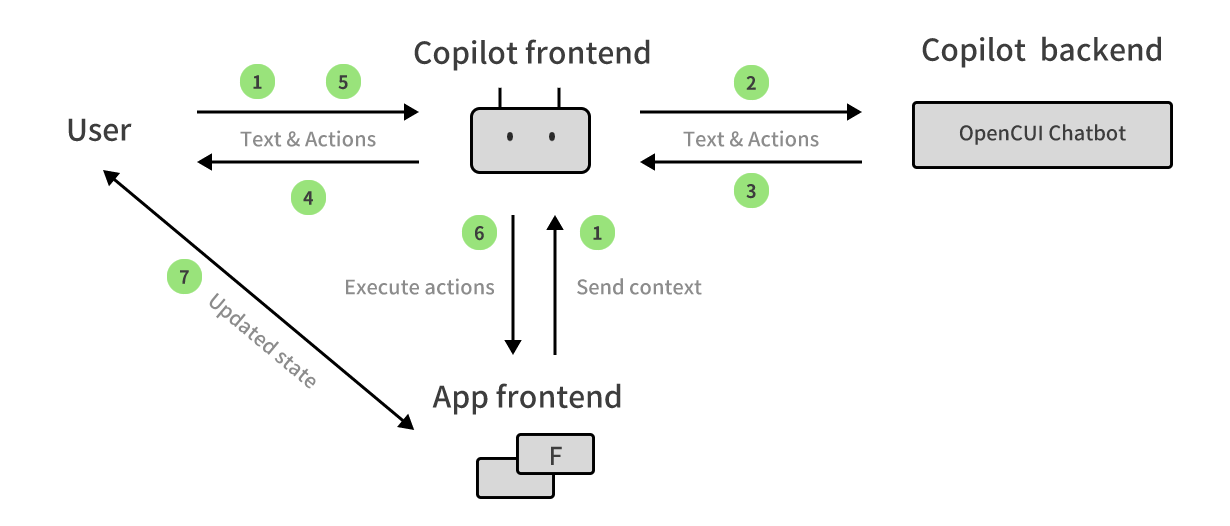 Copilot frontend
Copilot backend
1
5
2
User
Text & Actions
Text & Actions
OpenCUI Chatbot
4
3
6
1
7
Execute actions
Send context
Updated state
App frontend
F